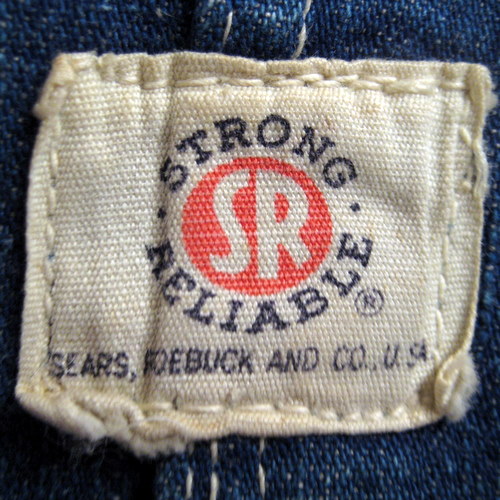 STRONG
SR
RELIABLE ®
SEARS, ROEBUCK AND CO., U.S.A.